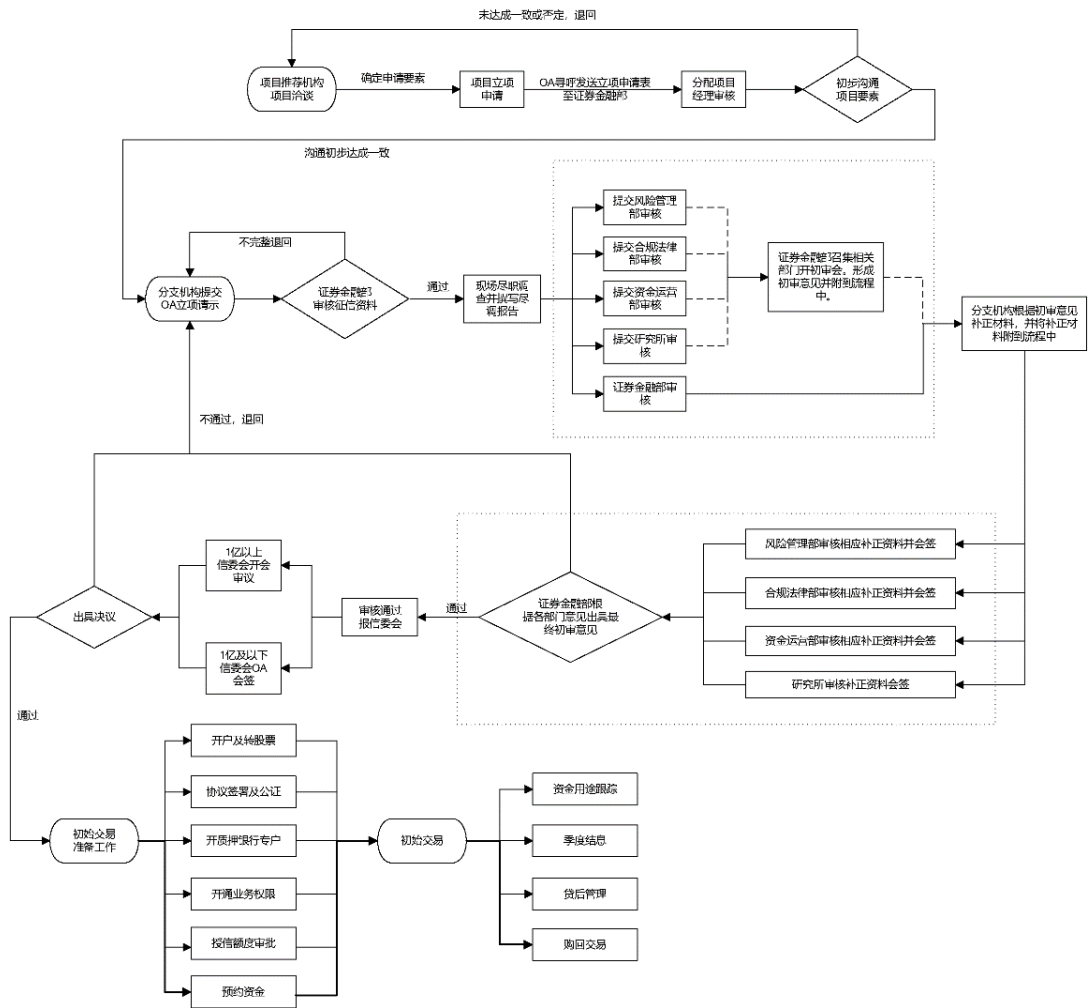 未达成一致或否定，退回
项目推荐机构
项目洽谈
确定申请要素
项目立项
申请
OA寻呼发送立项申请表
至证券金融部
分配项目
经理审核
初步沟通
项目要素
沟通初步达成一致
不完整退回
分支机构提交
OA立项请示
证券金融部
审核征信资料
通过
现场尽职调
查并撰写尽
调报告
提交风险管理
部审核
提交合规法律
部审核
提交资金运营
部审核
提交研究所审
核
证券金融部审
核
证券金融部召集相关
部门开初审会。形成
初审意见并附到流程
中。
分支机构根据初审意见
补正材料，并将补正材
料附到流程中
不通过，退回
风险管理部审核相应补正资料并会签
合规法律部审核相应补正资料并会签
资金运营部审核相应补正资料并会签
研究所审核补正资料会签
证券金融部根
据各部门意见出具最
终初审意见
通过
审核通过
报信委会
1亿以上
信委会开会
审议
1亿及以下
信委会OA
会签
出具决议
通过
初始交易
准备工作
开户及转股票
协议签署及公证
开质押银行专户
开通业务权限
授信额度审批
预约资金
初始交易
资金用途跟踪
季度结息
贷后管理
购回交易